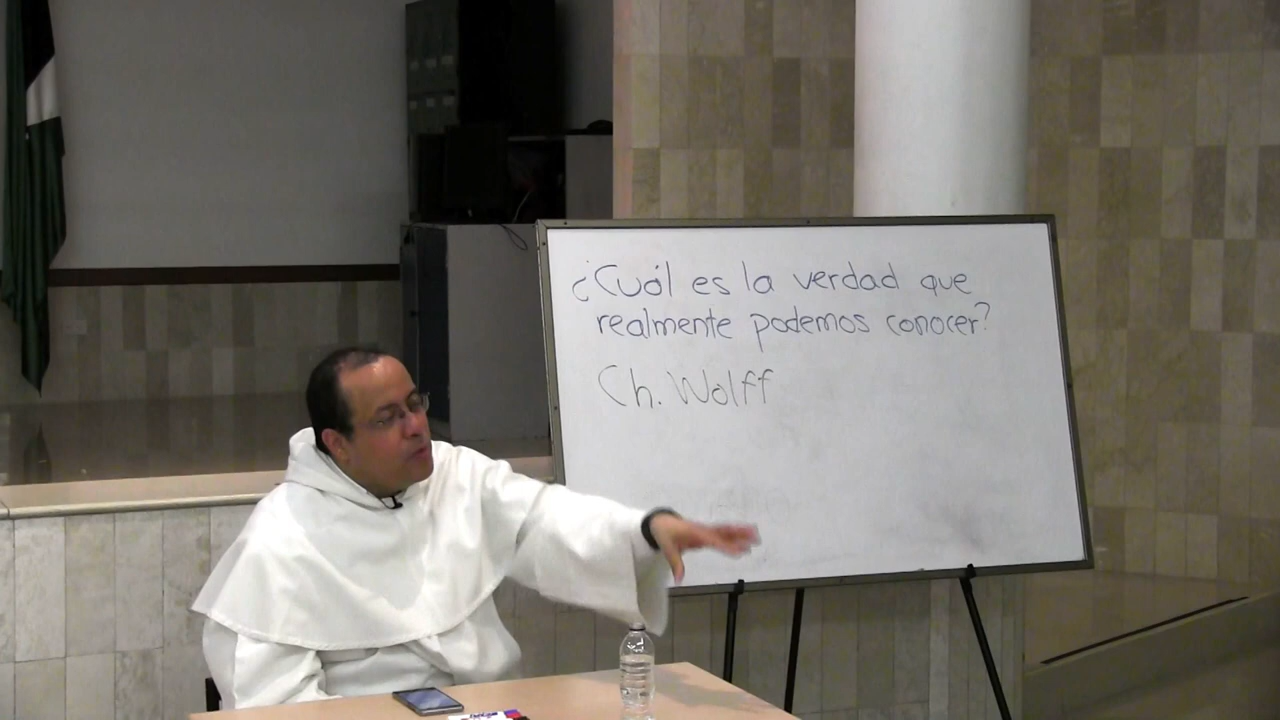 ¿Cuál es la verdad que
realmente podemos conocer?
Ch. Wolff